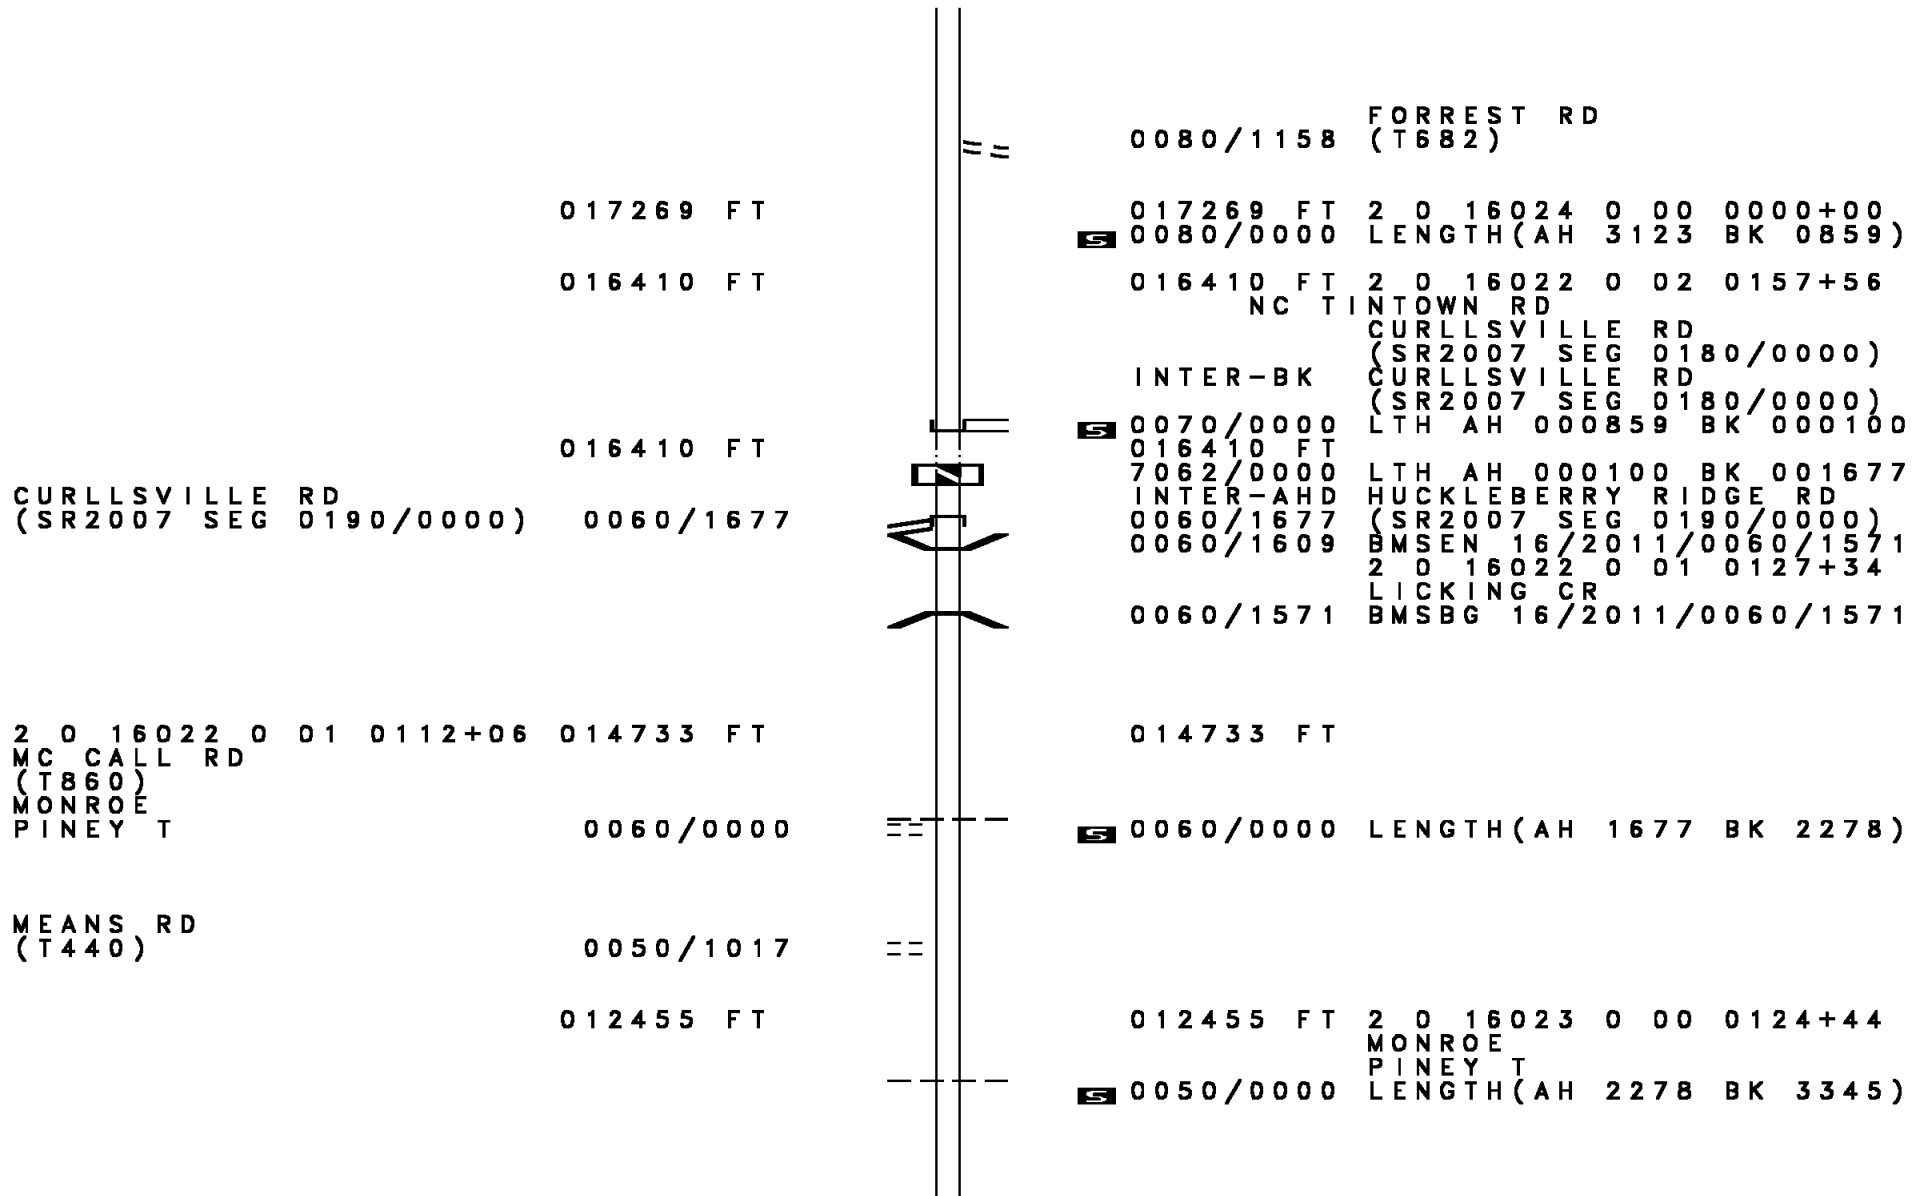 FORREST RD
0080/1158 (T682)
017269 FT 017269 FT 2 0 16024 0 00 0000+00
S 0080/0000 LENGTH(AH 3123 BK 0859)
016410 FT 016410 FT 2 0 16022 0 02 0157+56
NC TINTOWN RD
CURLLSVILLE RD
(SR2007 SEG 0180/0000)
INTER-BK CURLLSVILLE RD
(SR2007 SEG 0180/0000)
S 0070/0000 LTH AH 000859 BK 000100
016410 FT 016410 FT
7062/0000 LTH AH 000100 BK 001677
CURLLSVILLE RD INTER-AHD HUCKLEBERRY RIDGE RD
(SR2007 SEG 0190/0000) 0060/1677 0060/1677 (SR2007 SEG 0190/0000)
0060/1609 BMSEN 16/2011/0060/1571
2 0 16022 0 01 0127+34
LICKING CR
0060/1571 BMSBG 16/2011/0060/1571
2 0 16022 0 01 0112+06 014733 FT 014733 FT
MC CALL RD
(T860)
MONROE
PINEY T 0060/0000 S 0060/0000 LENGTH(AH 1677 BK 2278)
MEANS RD
(T440) 0050/1017
012455 FT 012455 FT 2 0 16023 0 00 0124+44
MONROE
PINEY T
S 0050/0000 LENGTH(AH 2278 BK 3345)